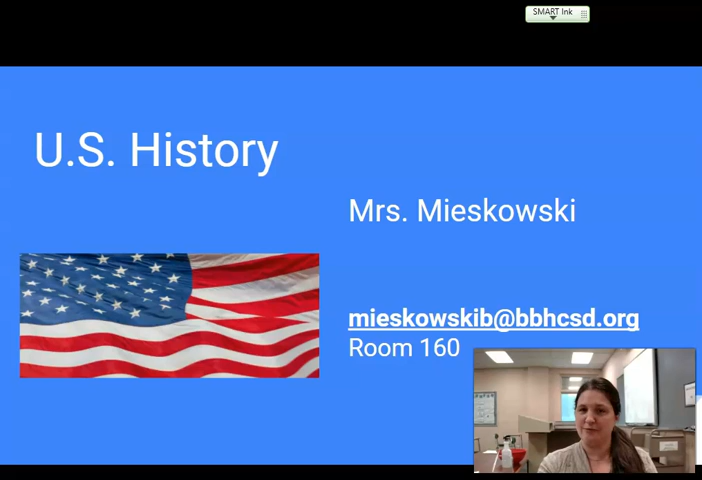 SMART Ink
U.S. History
Mrs. Mieskowski
mieskowskib@bbhcsd.org
Room 160